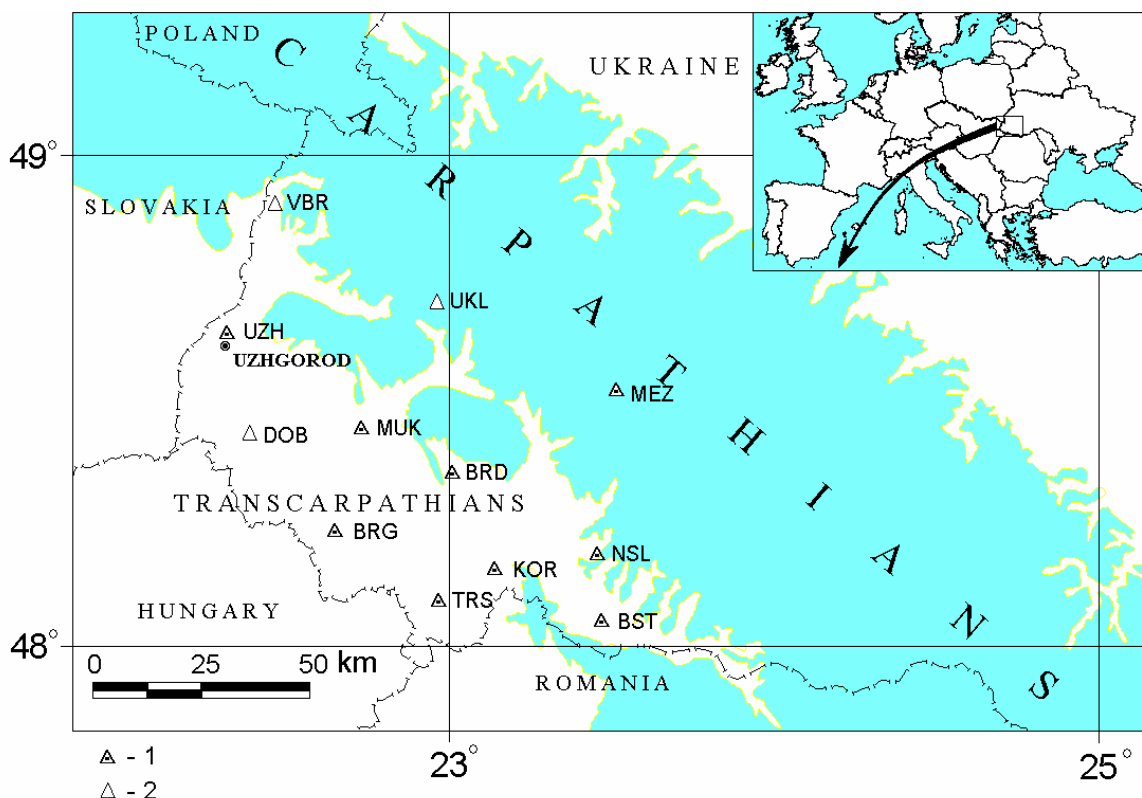 POLAND
UKRAINE
CARPATHIANS
49°
SLOVAKIA
VBR
UKL
UZH
UZHGOROD
MEZ
DOB
MUK
BRD
TRANSCARPATHIANS
BRG
NSL
KOR
TRS
BST
HUNGARY
48°
0 25 50 km
ROMANIA
- 1
23°
25°
- 2